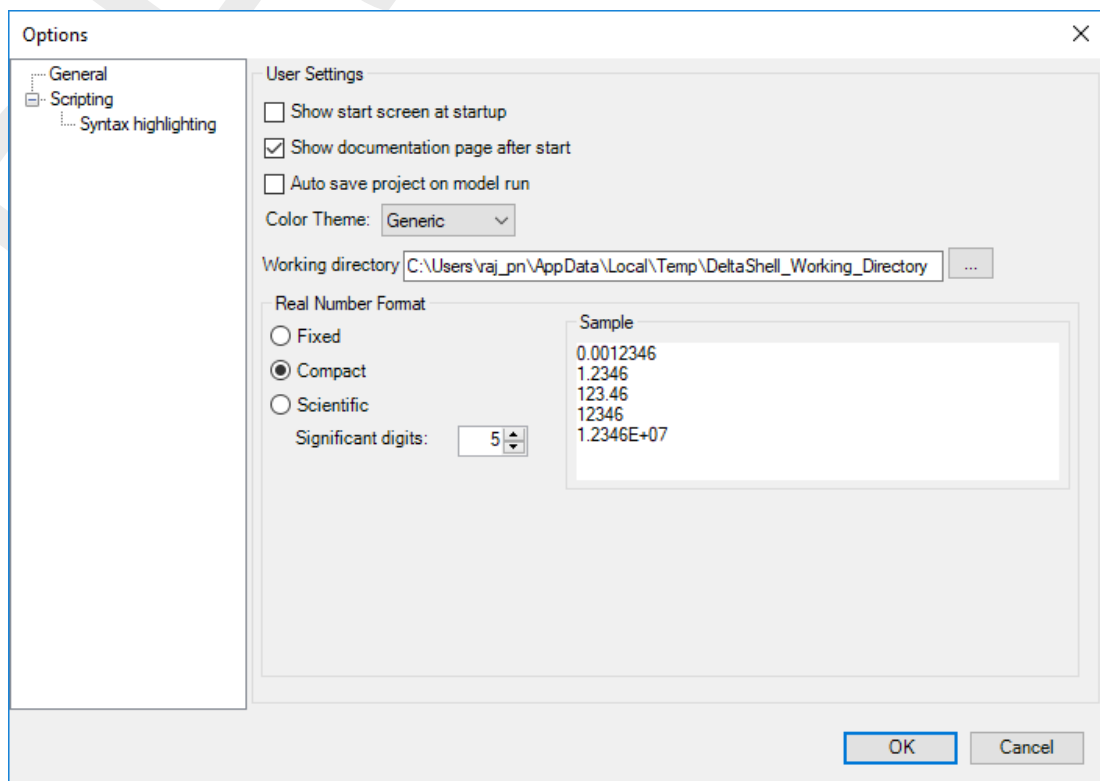 Options
General
Scripting
Syntax highlighting
User Settings
Show start screen at startup
Show documentation page after start
Auto save project on model run
Color Theme: Generic
Working directory C:\Users\raj_pn\AppData\Local\Temp\DeltaShell_Working_Directory ...
Real Number Format
Fixed
Compact
Scientific
Significant digits: 5
Sample
0.0012346
1.2346
123.46
12346
1.2346E+07
OK Cancel